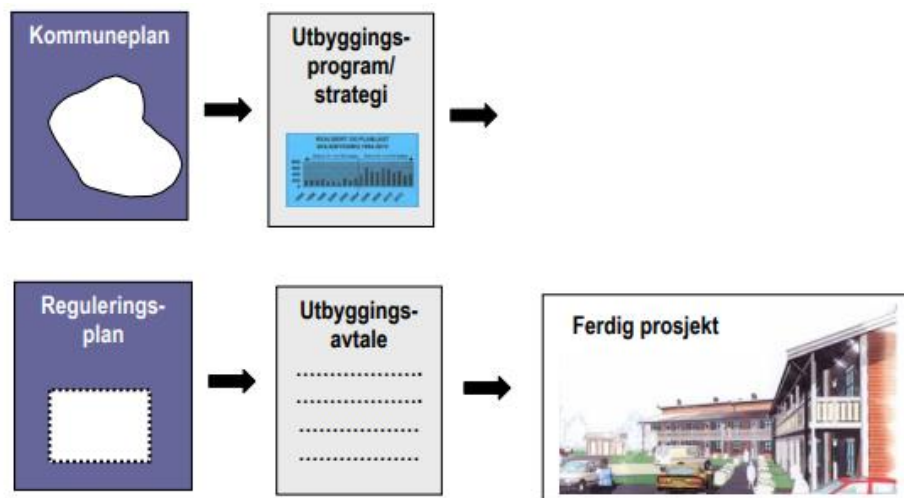 Kommuneplan
Utbyggings-
program/
strategi
Regulerings-
plan
Utbyggings-
avtale
Ferdig prosjekt